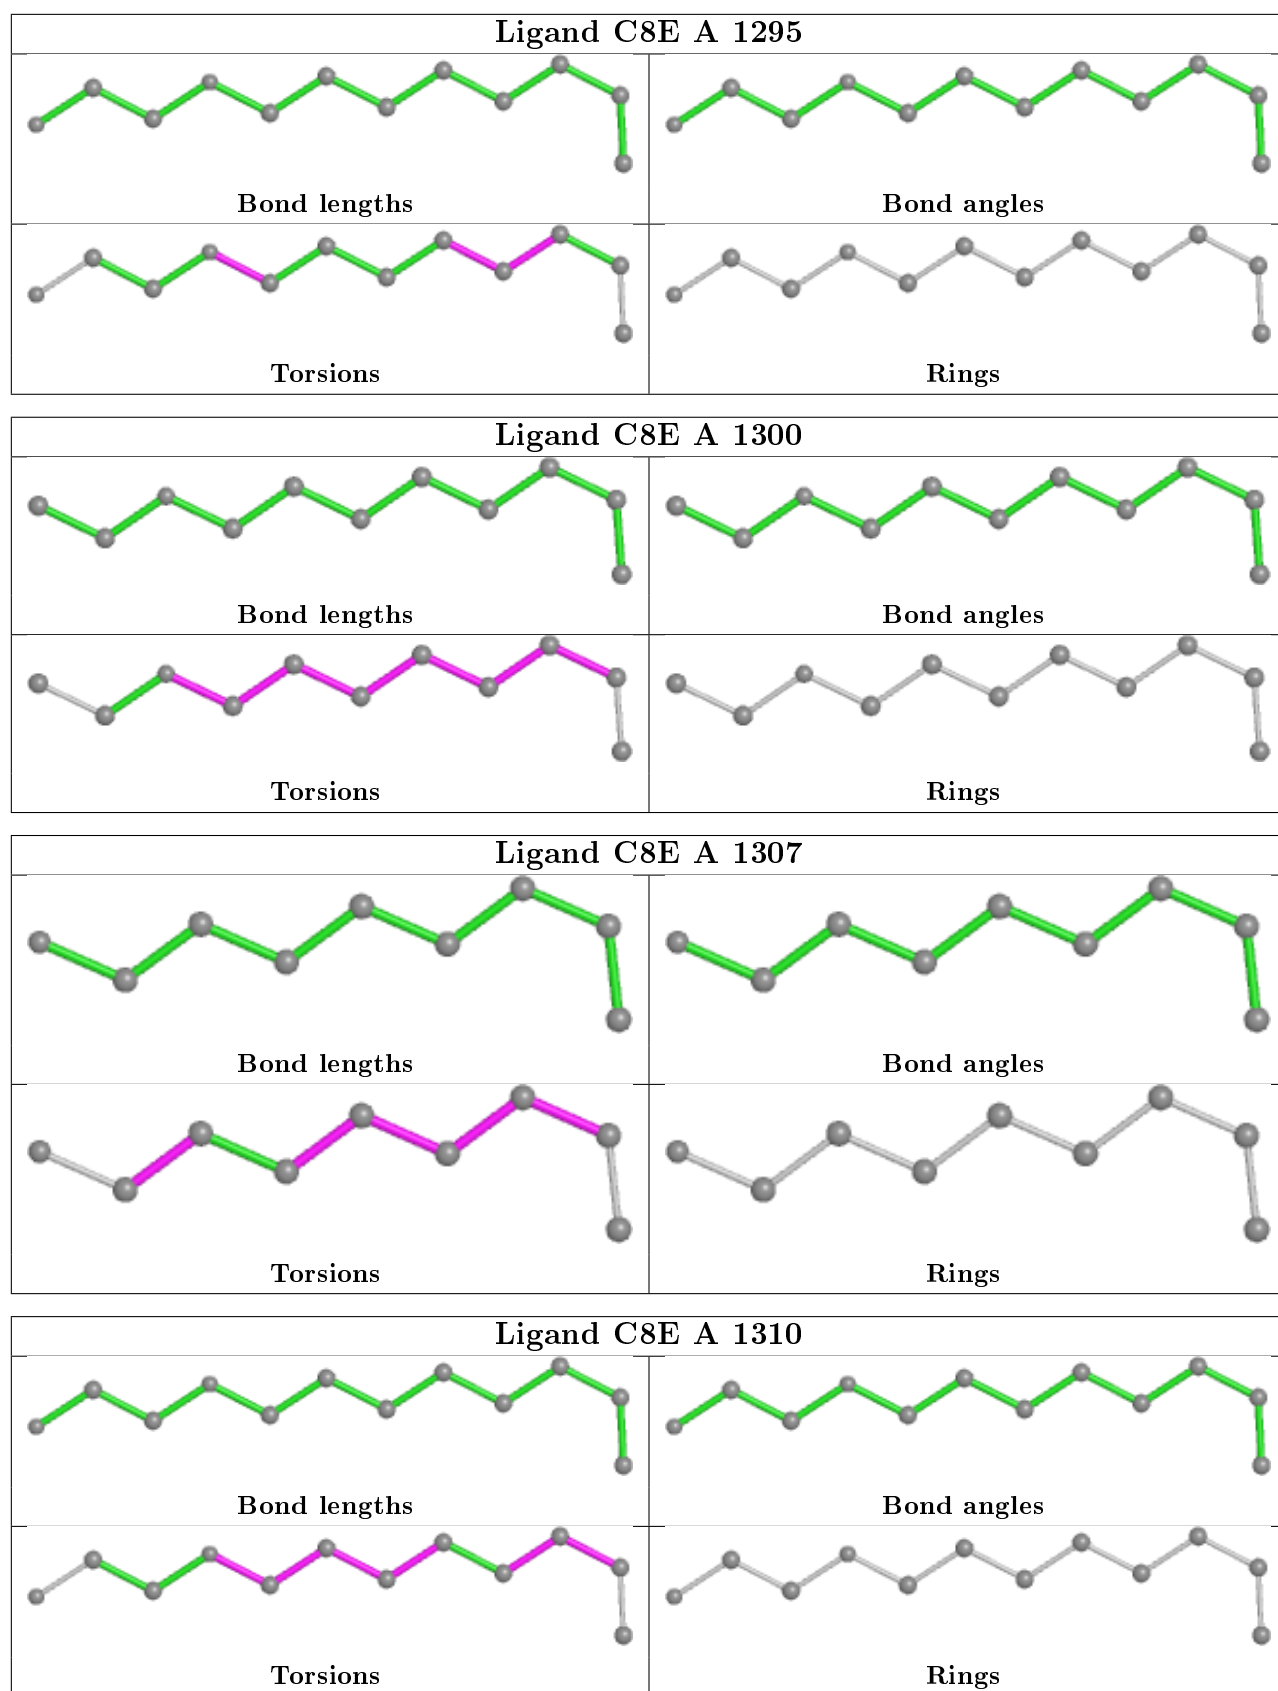 Ligand C8E A 1295
Bond lengths
Bond angles
Torsions
Rings
Ligand C8E A 1300
Bond lengths
Bond angles
Torsions
Rings
Ligand C8E A 1307
Bond lengths
Bond angles
Torsions
Rings
Ligand C8E A 1310
Bond lengths
Bond angles
Torsions
Rings